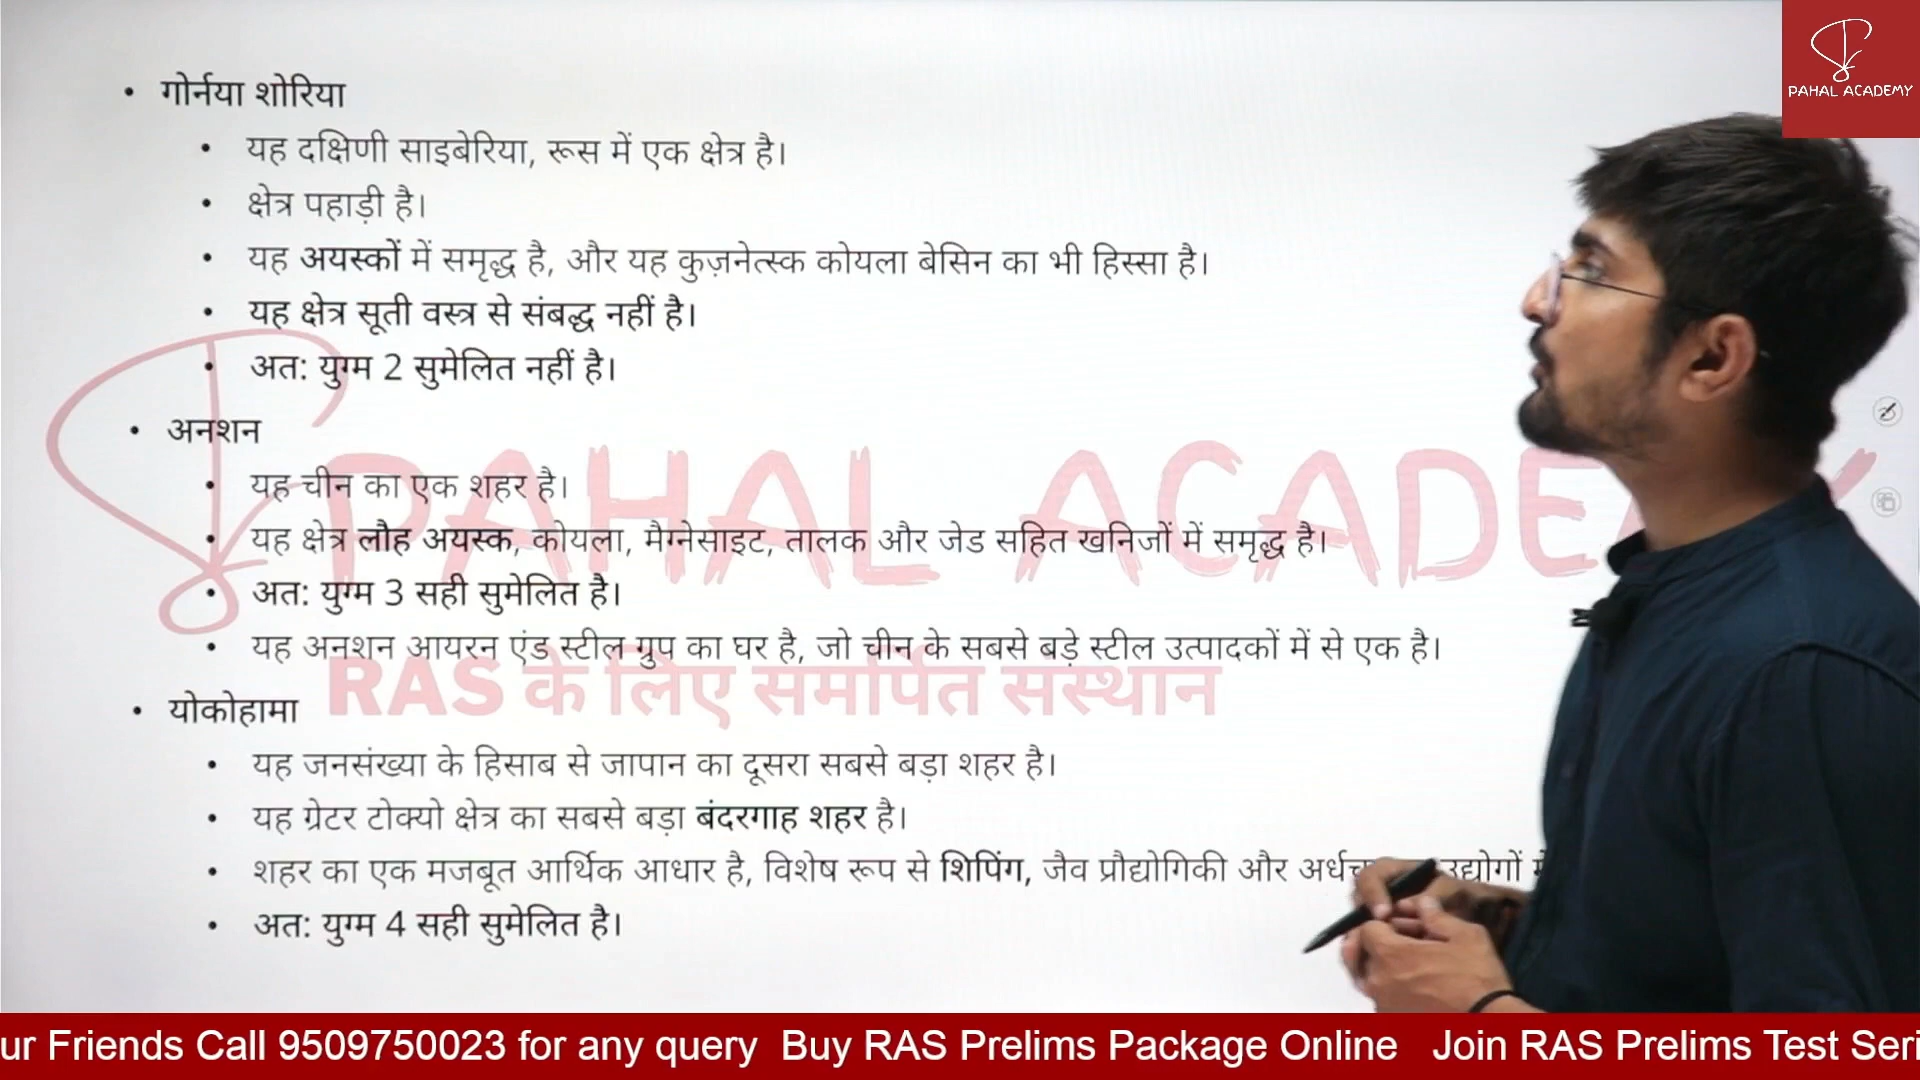 PAHAL ACADEMY
• गोर्नया शोरिया
• यह दक्षिणी साइबेरिया, रूस में एक क्षेत्र है।
• क्षेत्र पहाड़ी है।
• यह अयस्कों में समृद्ध है, और यह कुज़नेत्स्क कोयला बेसिन का भी हिस्सा है।
• यह क्षेत्र सूती वस्त्र से संबद्ध नहीं है।
• अत: युग्म 2 सुमेलित नहीं है।
• अनशन
• यह चीन का एक शहर है।
PAHAL ACADE
• यह क्षेत्र लौह अयस्क, कोयला, मैग्नेसाइट, तालक और जेड सहित खनिजों में समृद्ध है।
• अत: युग्म 3 सही सुमेलित है।
• यह अनशन आयरन एंड स्टील ग्रुप का घर है, जो चीन के सबसे बड़े स्टील उत्पादकों में से एक है।
RAS के लिए समर्पित संस्थान
• योकोहामा
• यह जनसंख्या के हिसाब से जापान का दूसरा सबसे बड़ा शहर है।
• यह ग्रेटर टोक्यो क्षेत्र का सबसे बड़ा बंदरगाह शहर है।
• शहर का एक मजबूत आर्थिक आधार है, विशेष रूप से शिपिंग, जैव प्रौद्योगिकी और
• अत: युग्म 4 सही सुमेलित है।
ur Friends Call 9509750023 for any query Buy RAS Prelims Package Online Join RAS Prelims Test Seri